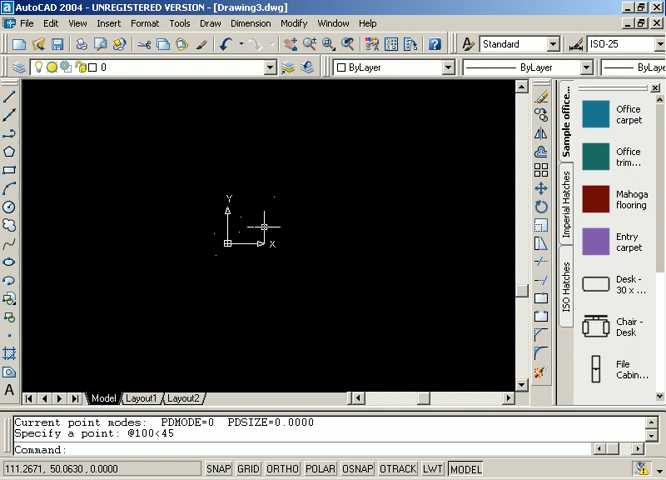 AutoCAD 2004 - UNREGISTERED VERSION - [Drawing3.dwg]
File Edit View Insert Format Tools Draw Dimension Modify Window Help
Standard ISO-25
0 ByLayer ByLayer ByLayer
Sample office...
Imperial Hatches
ISO Hatches
Office
carpet
Office
trim...
Mahoga
flooring
Entry
carpet
Desk -
30 x ...
Chair -
Desk
File
Cabin...
Y
X
A
Model Layout1 Layout2
Current point modes: PDMODE=0 PDSIZE=0.0000
Specify a point: @100<45
Command:
111.2671, 50.0630, 0.0000 SNAP GRID ORTHO POLAR OSNAP OTRACK LWT MODEL